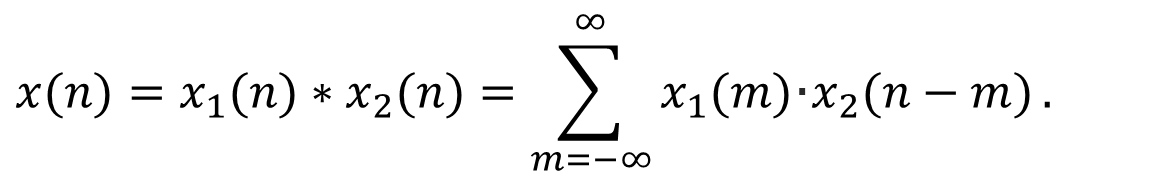 x(n) = x₁(n) * x₂(n) = ∑_{m=−∞}^{∞} x₁(m)·x₂(n − m) .